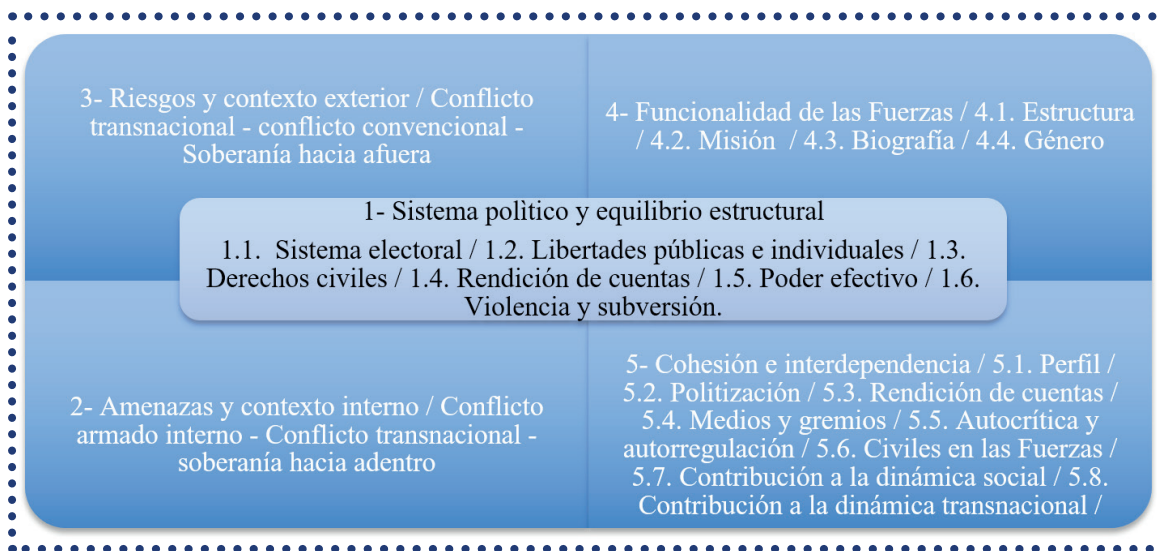 3- Riesgos y contexto exterior / Conflicto
transnacional - conflicto convencional -
Soberanía hacia afuera
4- Funcionalidad de las Fuerzas / 4.1. Estructura
/ 4.2. Misión / 4.3. Biografía / 4.4. Género
1- Sistema polìtico y equilibrio estructural
1.1. Sistema electoral / 1.2. Libertades públicas e individuales / 1.3.
Derechos civiles / 1.4. Rendición de cuentas / 1.5. Poder efectivo / 1.6.
Violencia y subversión.
2- Amenazas y contexto interno / Conflicto
armado interno - Conflicto transnacional -
soberanía hacia adentro
5- Cohesión e interdependencia / 5.1. Perfil /
5.2. Politización / 5.3. Rendición de cuentas /
5.4. Medios y gremios / 5.5. Autocrítica y
autorregulación / 5.6. Civiles en las Fuerzas /
5.7. Contribución a la dinámica social / 5.8.
Contribución a la dinámica transnacional /